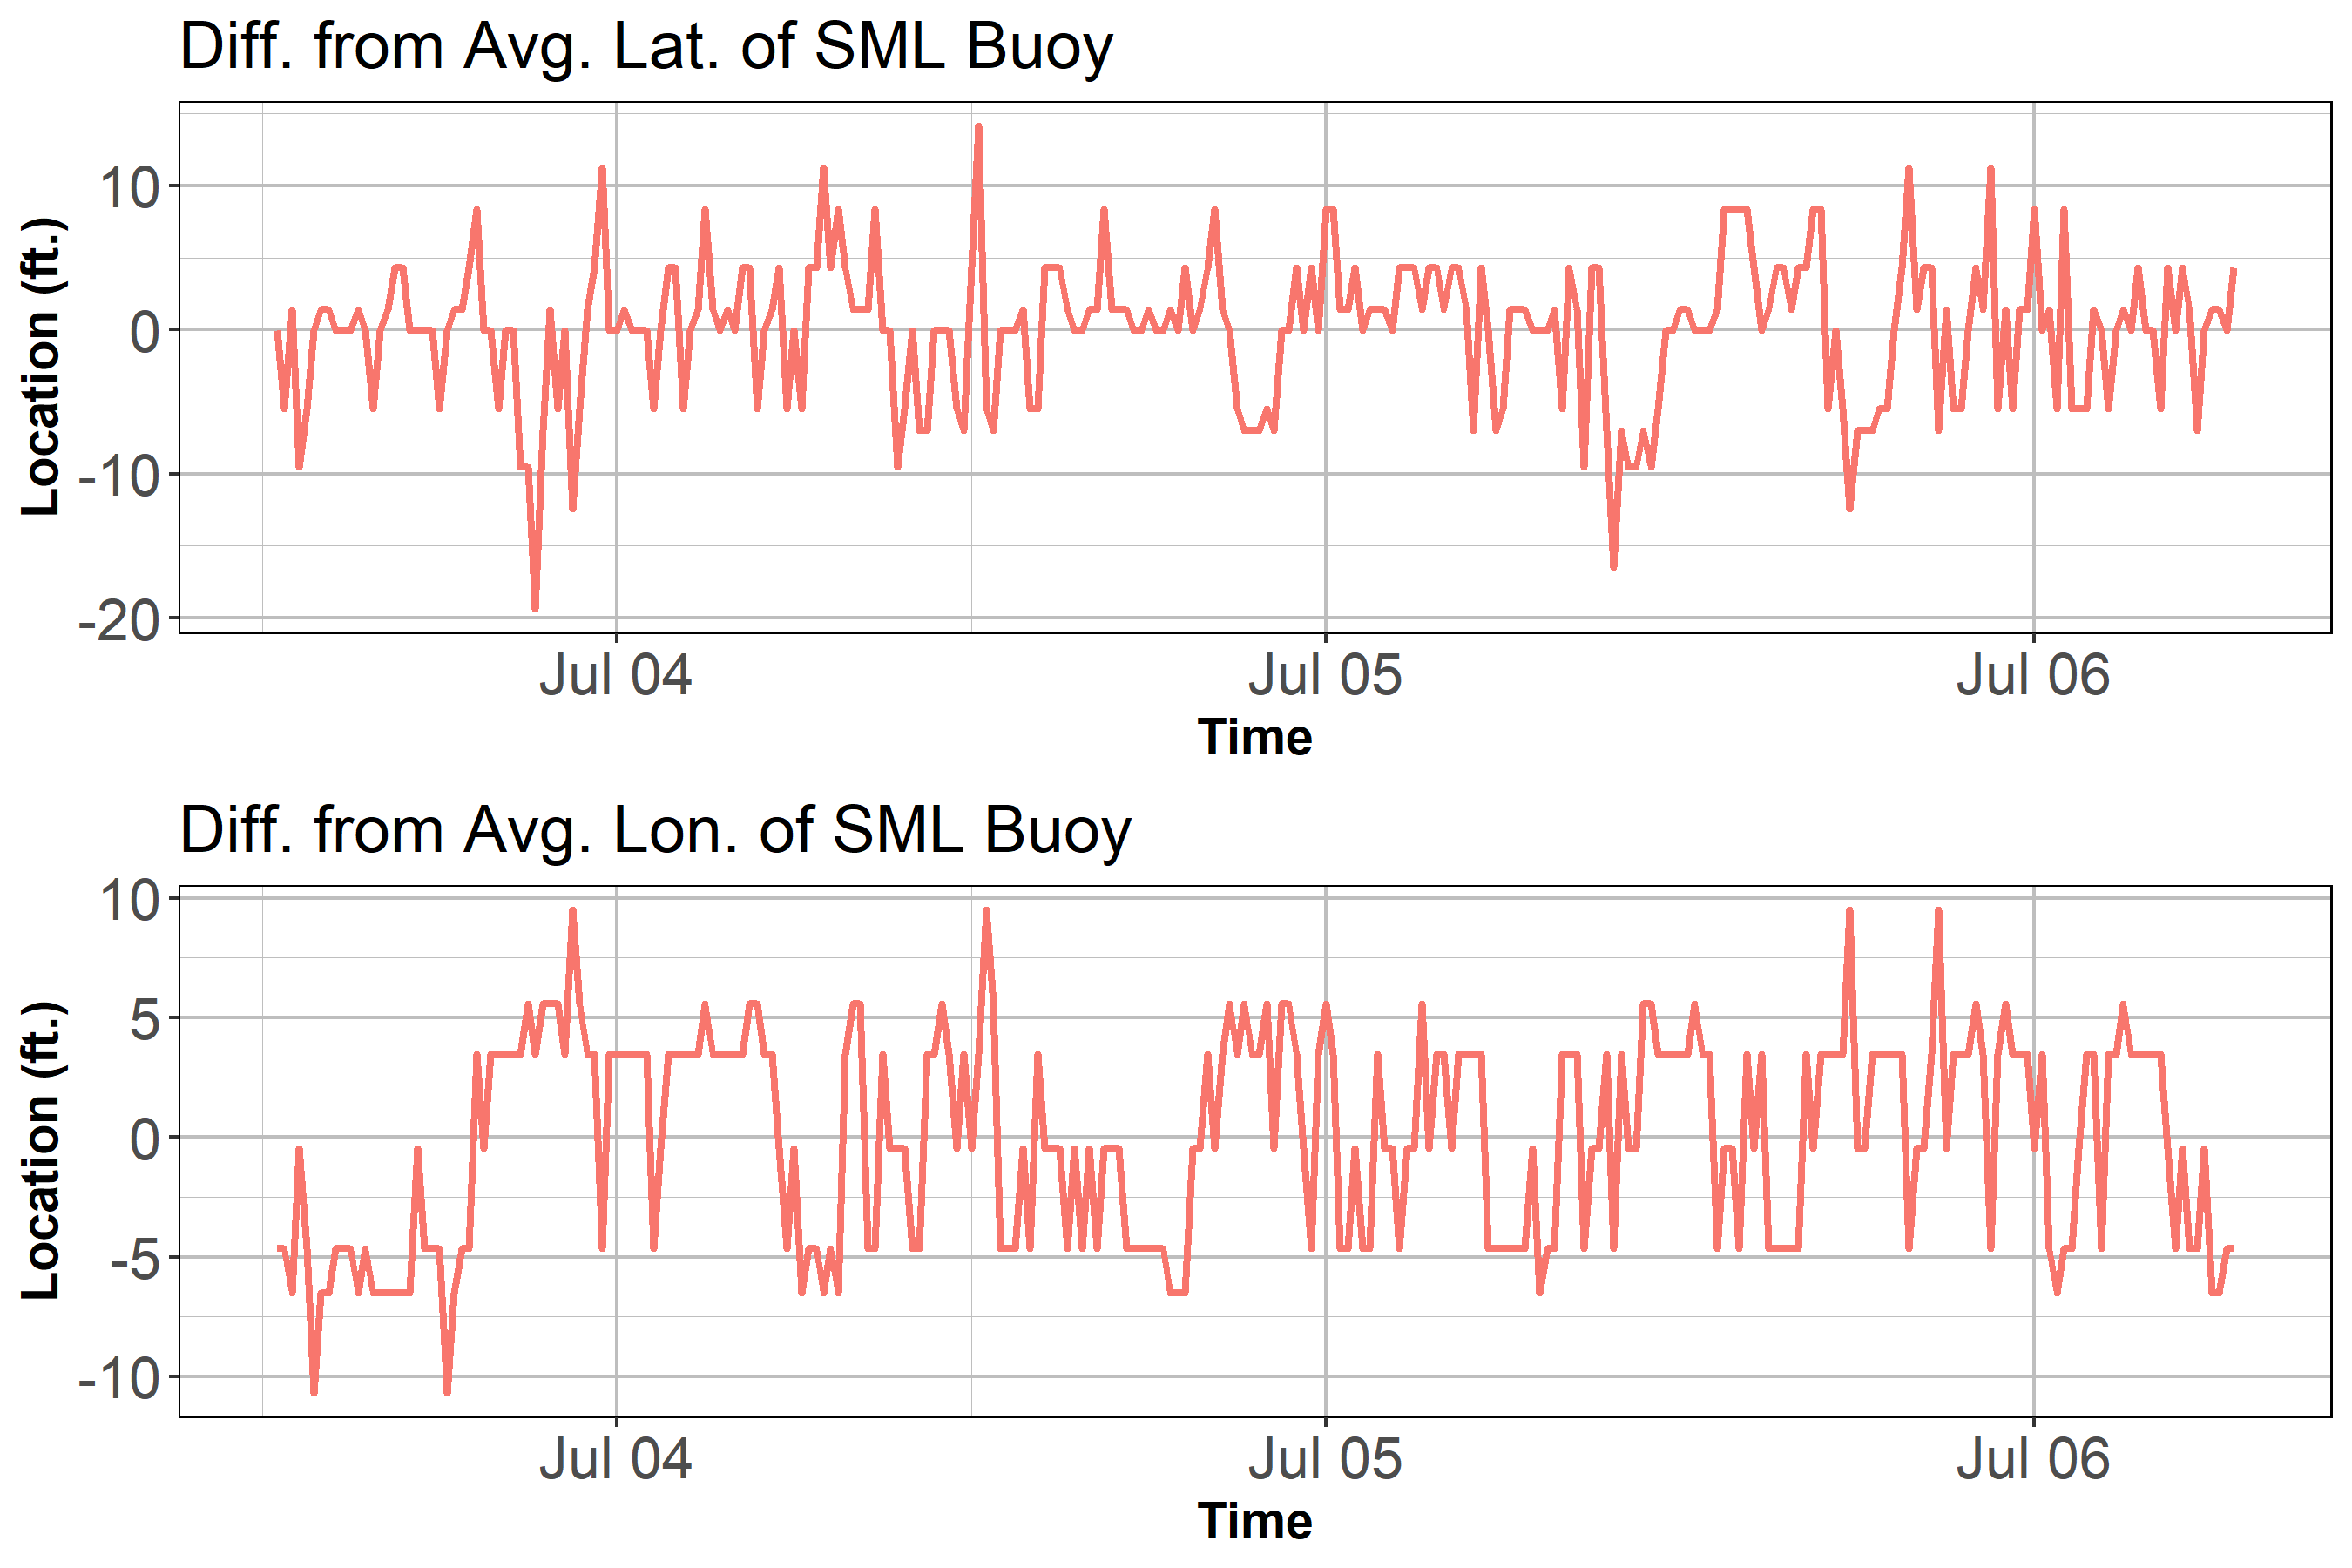 Diff. from Avg. Lat. of SML Buoy
Location (ft.)
10
0
-10
-20
Jul 04 Jul 05 Jul 06
Time
Diff. from Avg. Lon. of SML Buoy
Location (ft.)
10
5
0
-5
-10
Jul 04 Jul 05 Jul 06
Time